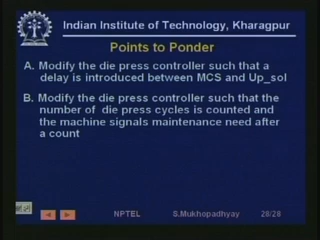 Indian Institute of Technology, Kharagpur
Points to Ponder
A. Modify the die press controller such that a
delay is introduced between MCS and Up_sol
B. Modify the die press controller such that the
number of die press cycles is counted and
the machine signals maintenance need after
a count
NPTEL S.Mukhopadhyay 28/28